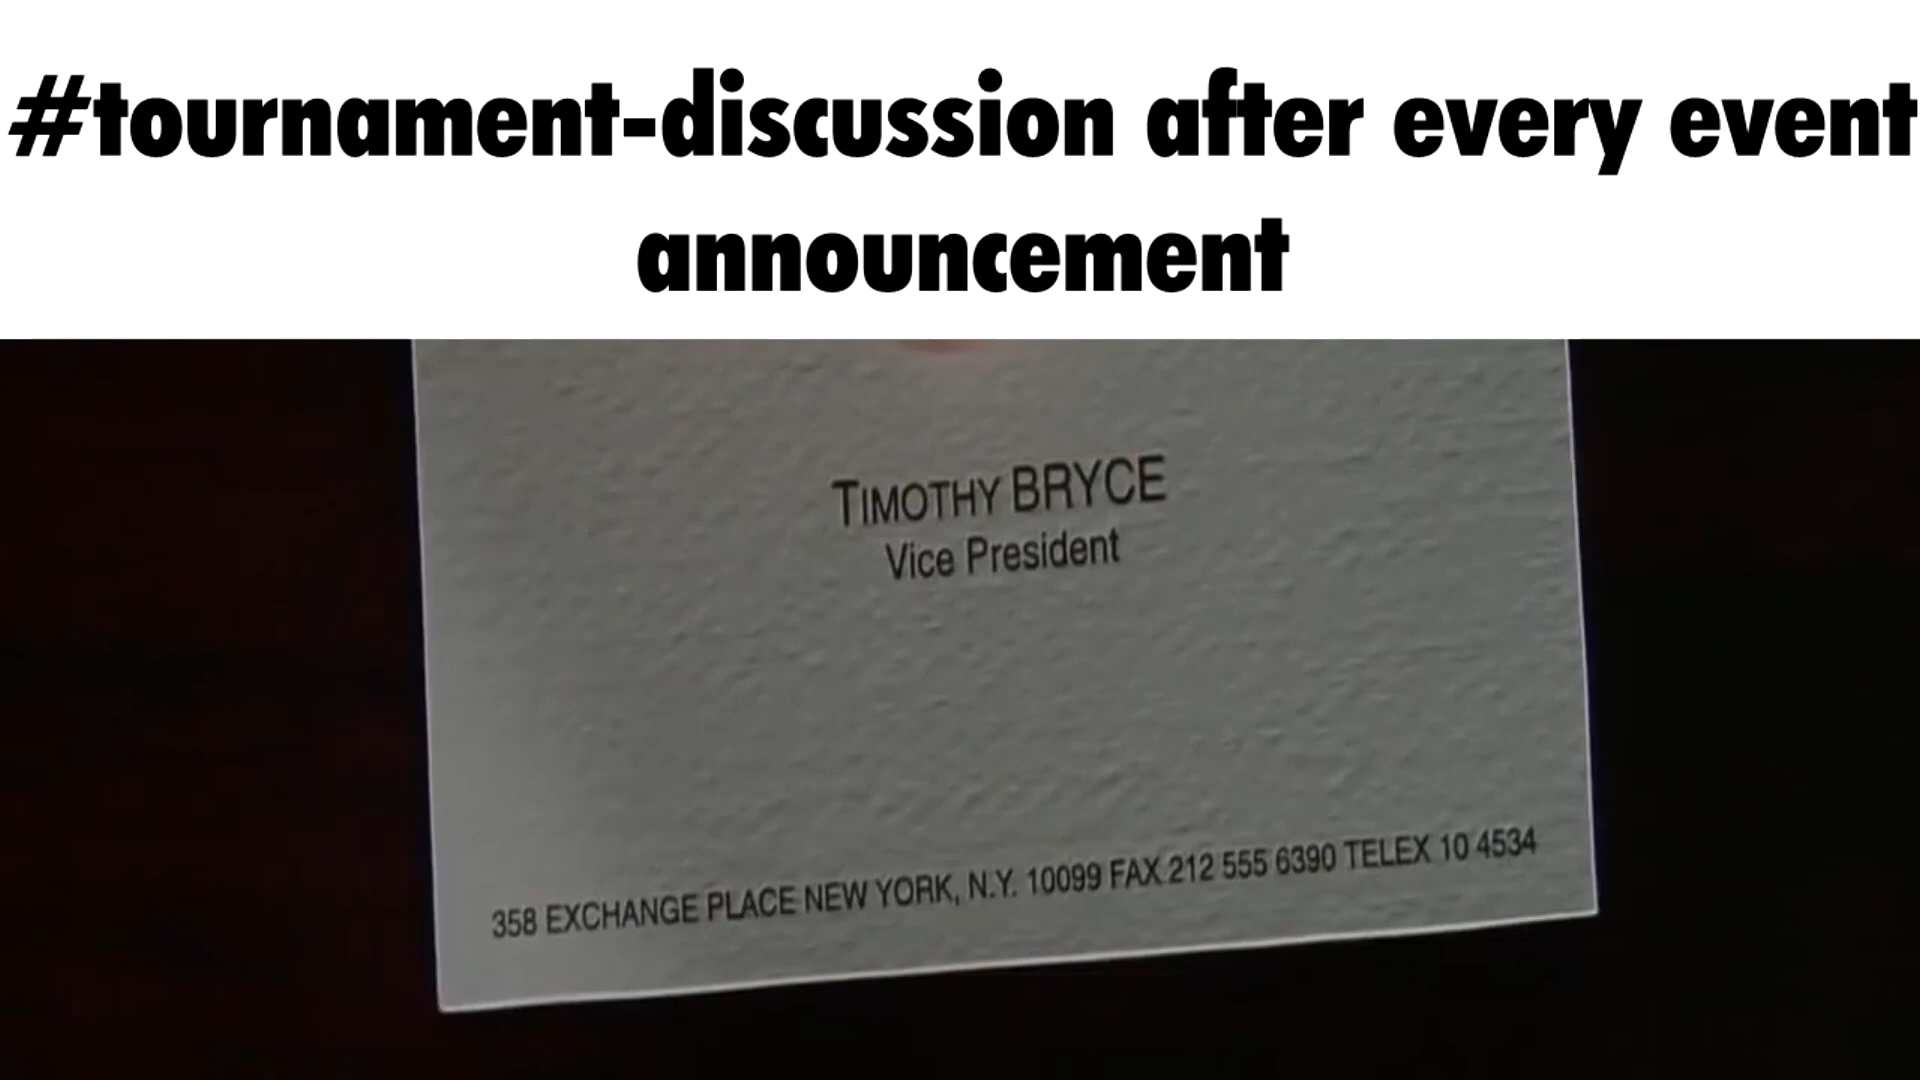 #tournament-discussion after every event
announcement
TIMOTHY BRYCE
Vice President
358 EXCHANGE PLACE NEW YORK, N.Y. 10099 FAX 212 555 6390 TELEX 10 4534